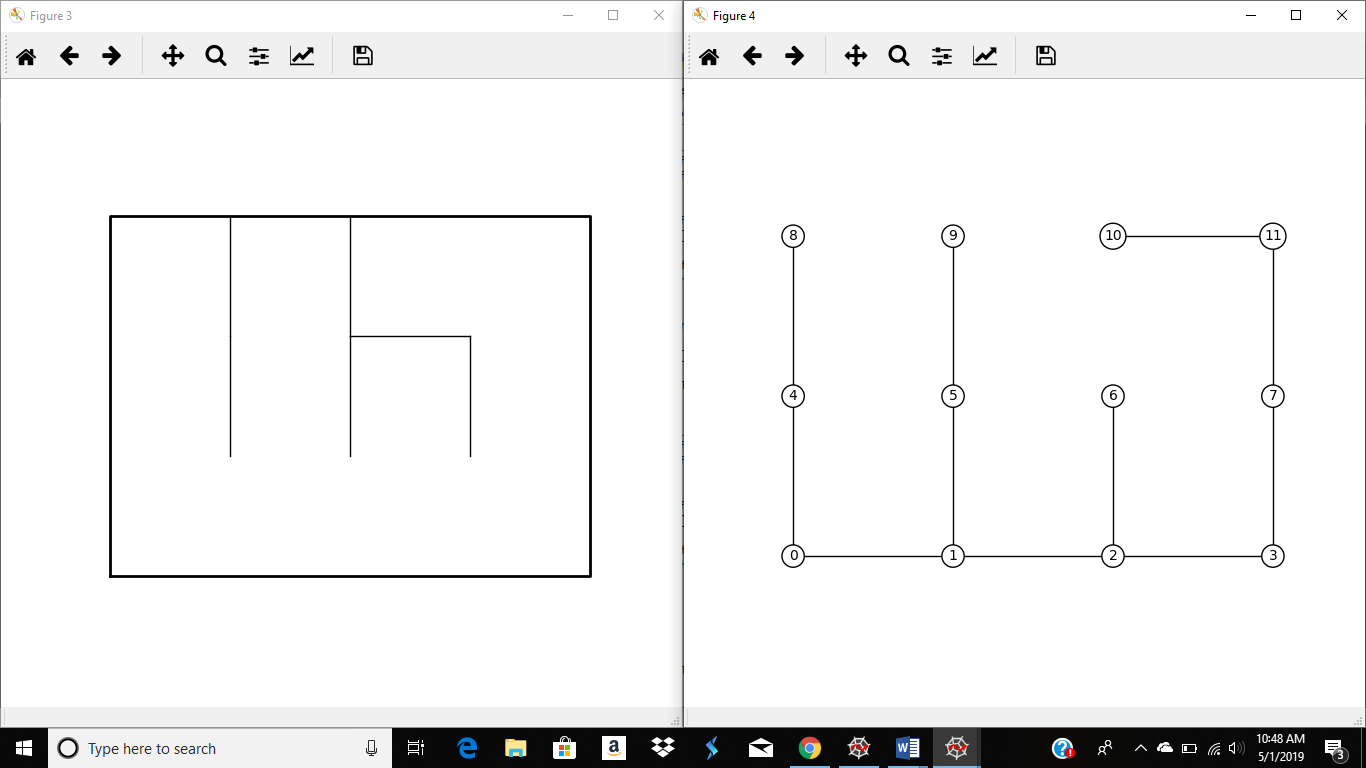 Figure 3
Figure 4
8 9 10 11
4 5 6 7
0 1 2 3
Type here to search
a
W
?
10:48 AM
5/1/2019
3